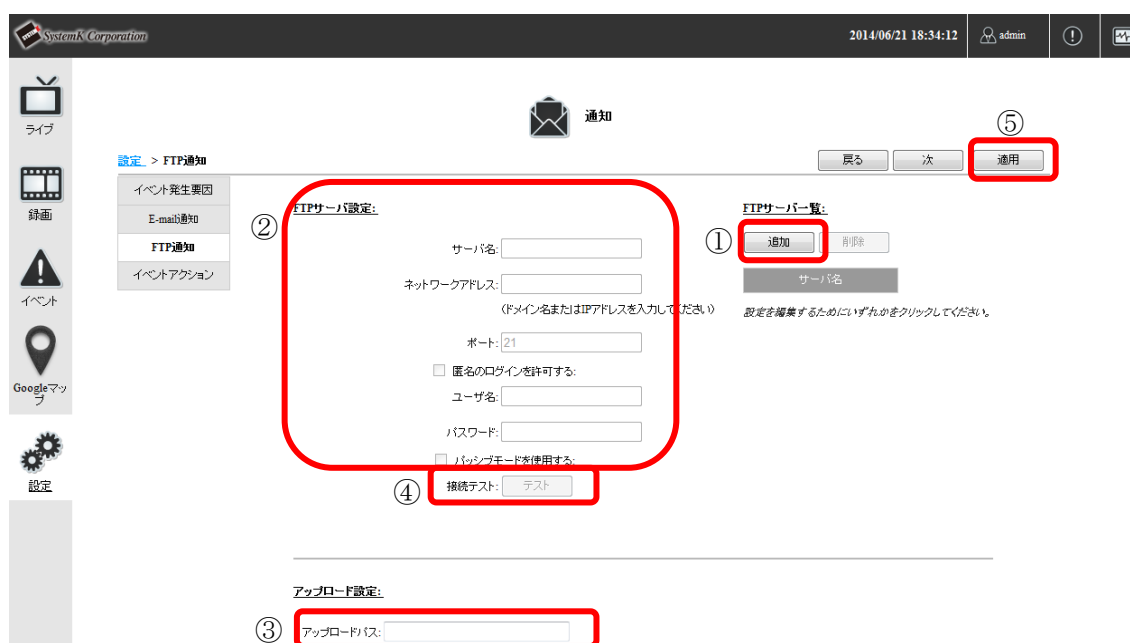 SystemK Corporation
2014/06/21 18:34:12
admin
ライブ
通知
⑤
設定 > FTP通知
戻る
次
適用
録画
イベント発生要因
E-mail通知
FTP通知
イベントアクション
②
FTPサーバ設定:
サーバ名:
ネットワークアドレス:
(ドメイン名またはIPアドレスを入力してください)
ポート: 21
匿名のログインを許可する:
ユーザ名:
パスワード:
パッシブモードを使用する:
④
接続テスト: テスト
FTPサーバ一覧:
①
追加
削除
サーバ名
設定を編集するためにいずれかをクリックしてください。
イベント
Googleマッ
プ
設定
アップロード設定:
③
アップロードパス: